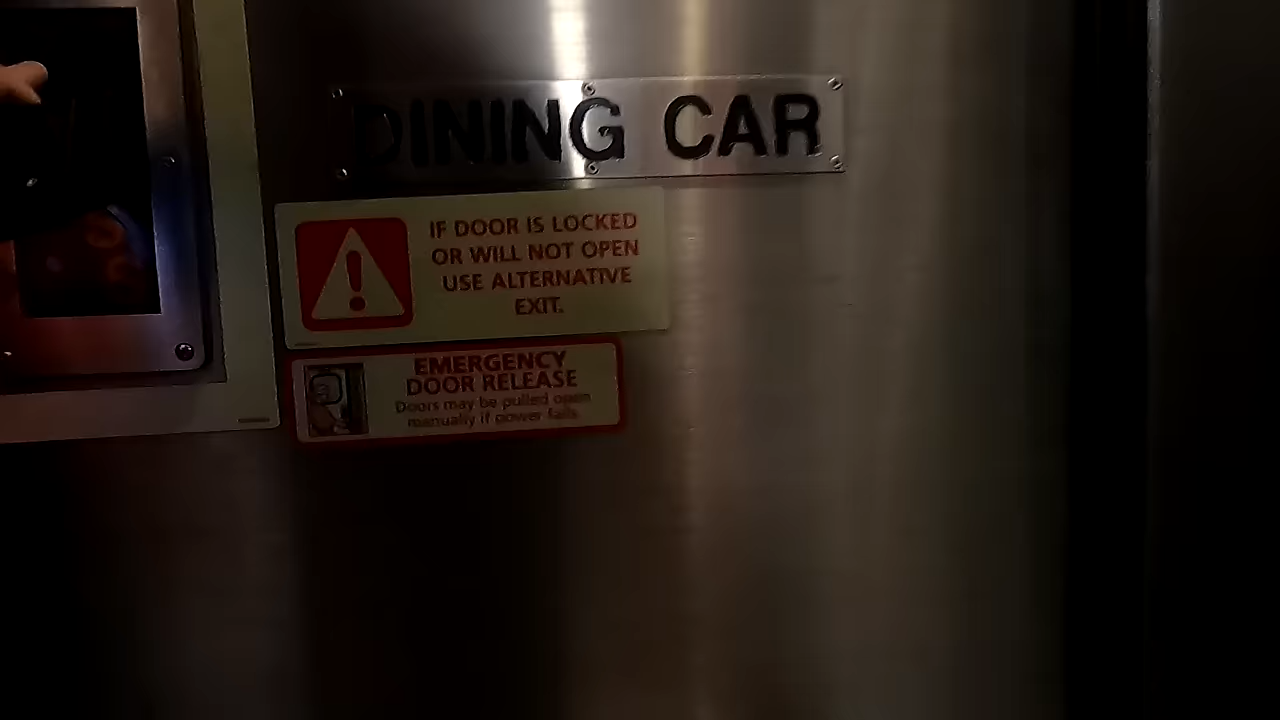 DINING CAR
IF DOOR IS LOCKED
OR WILL NOT OPEN
USE ALTERNATIVE
EXIT.
EMERGENCY
DOOR RELEASE
Doors may be pulled open
manually if power fails